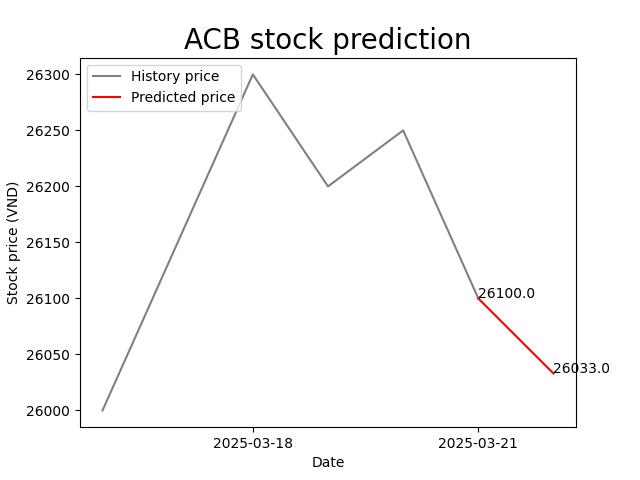 ACB stock prediction
History price
Predicted price
26300
26250
26200
26150
26100
26050
26000
Stock price (VND)
26100.0
26033.0
2025-03-18
2025-03-21
Date